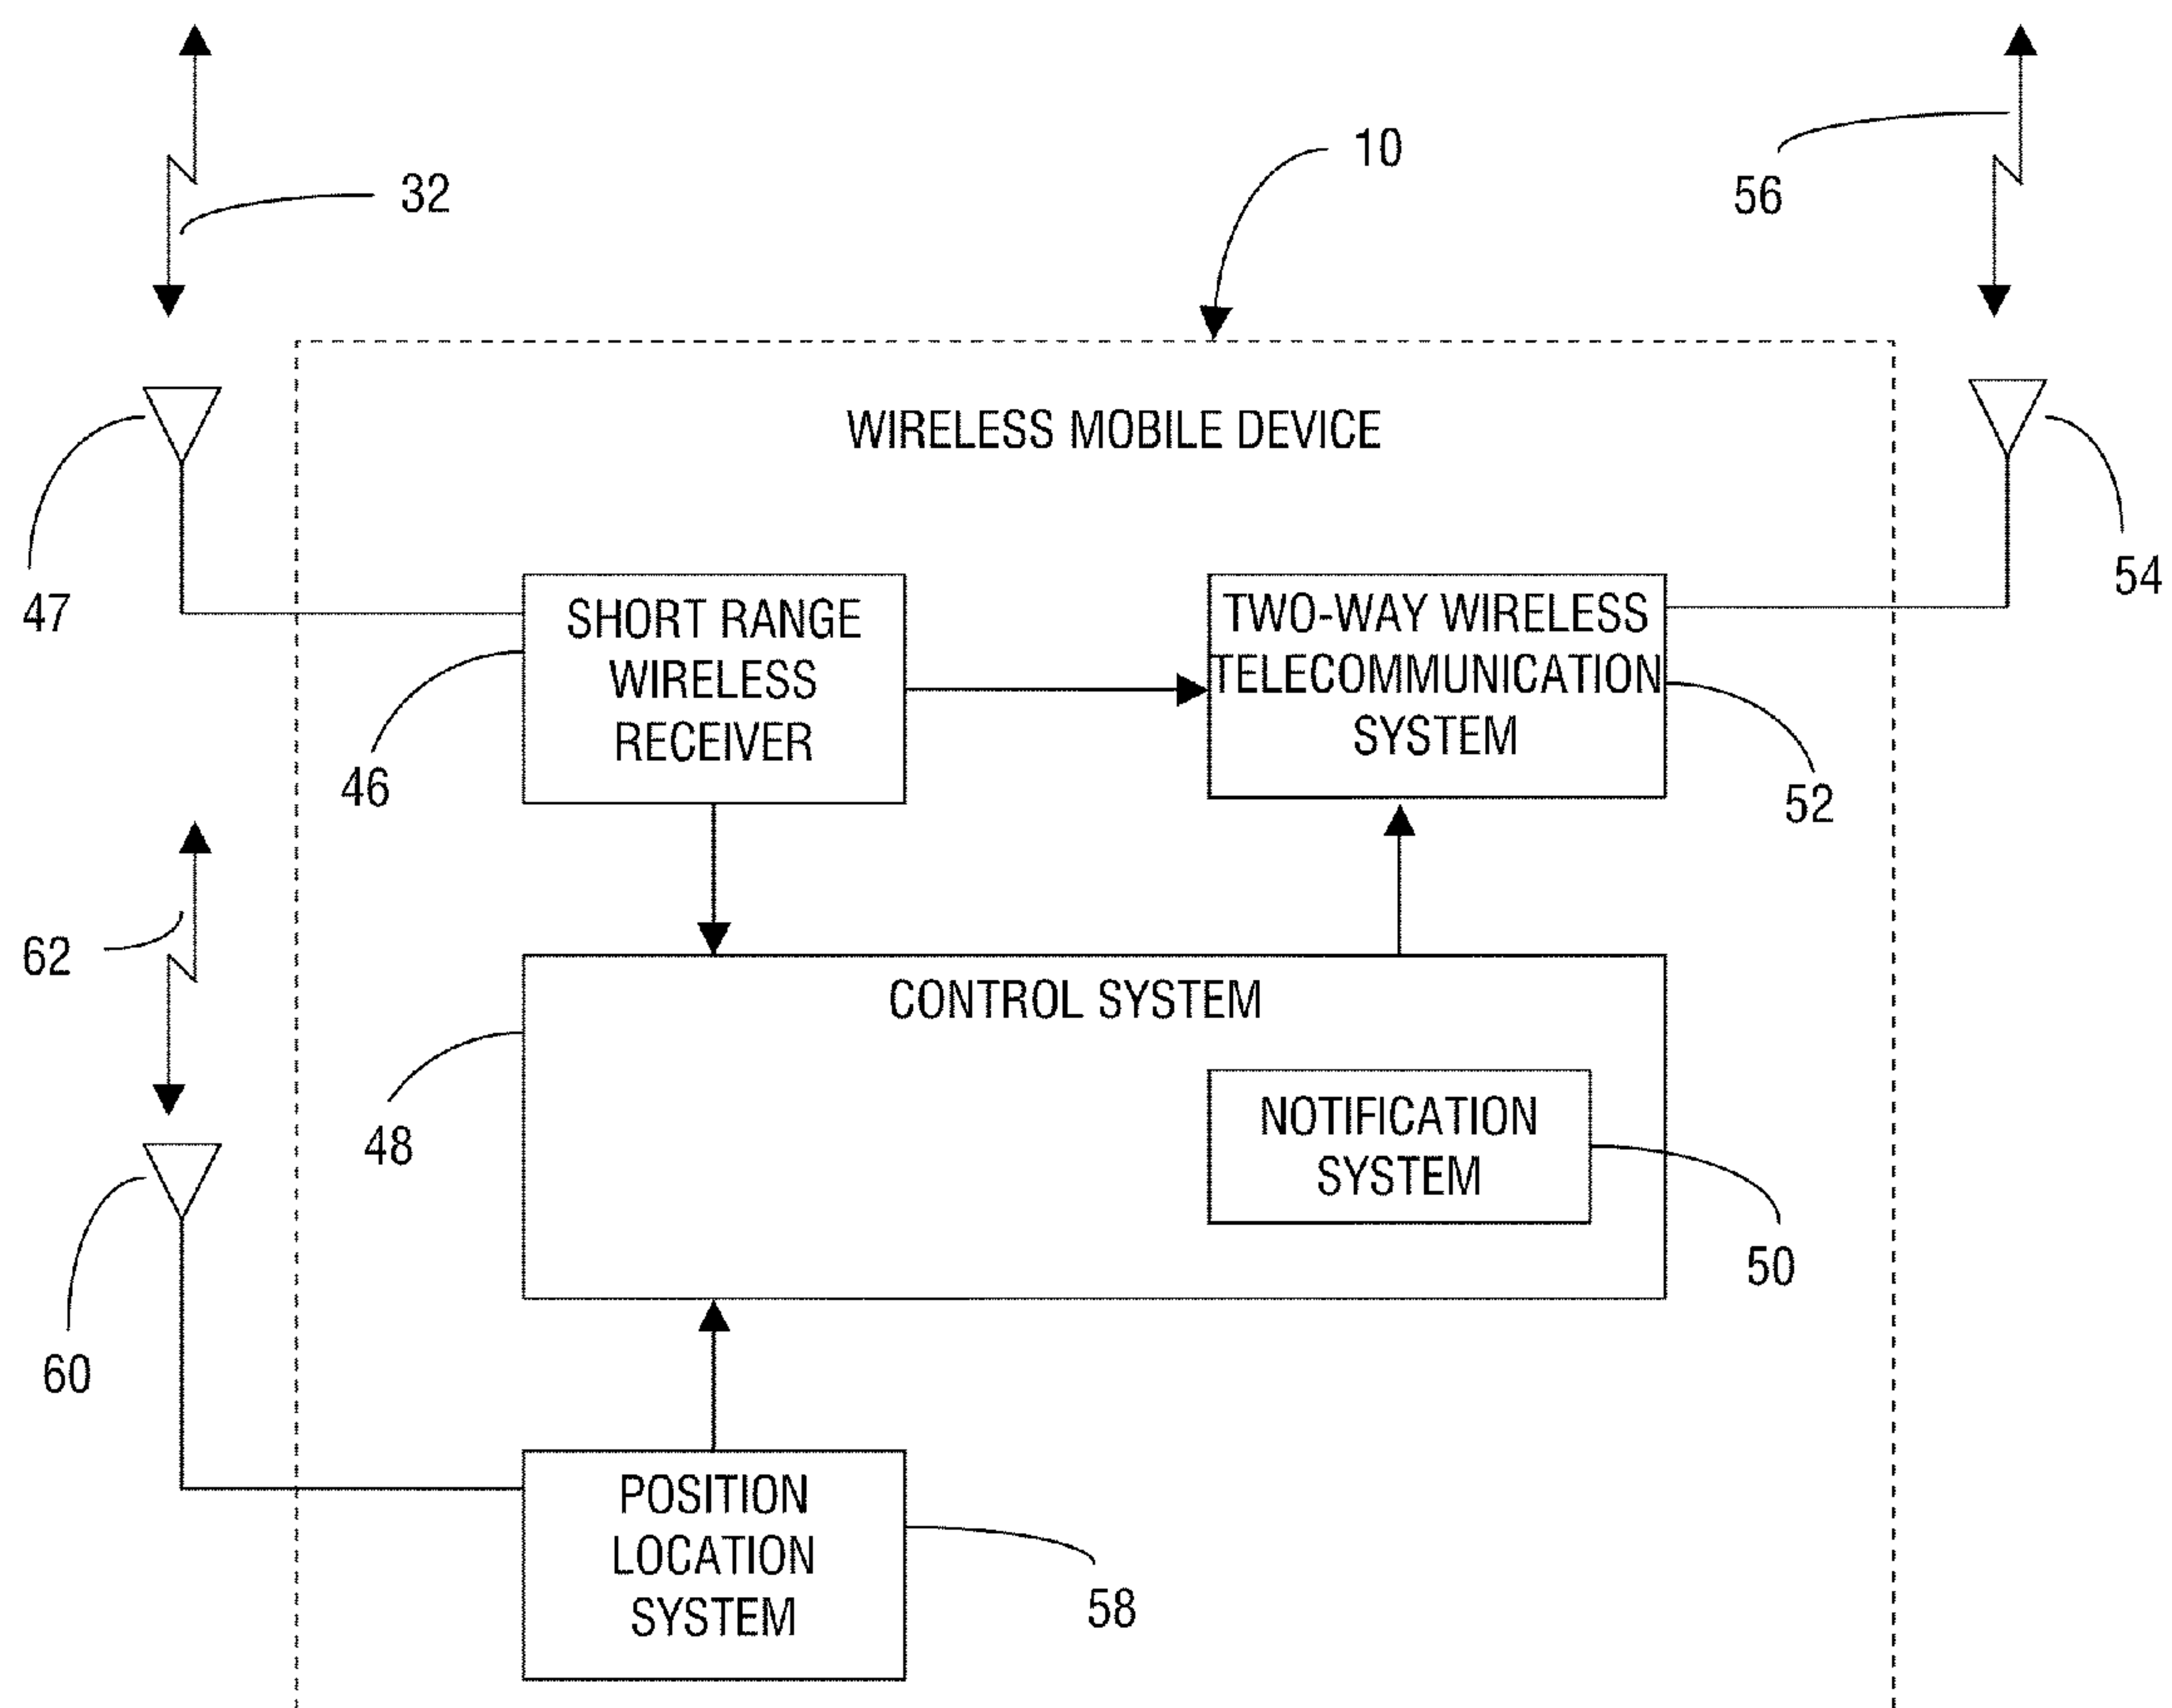 10
56
32
WIRELESS MOBILE DEVICE
47
54
SHORT RANGE
WIRELESS
RECEIVER
TWO-WAY WIRELESS
TELECOMMUNICATION
SYSTEM
46
52
62
CONTROL SYSTEM
48
NOTIFICATION
SYSTEM
50
60
POSITION
LOCATION
SYSTEM
58